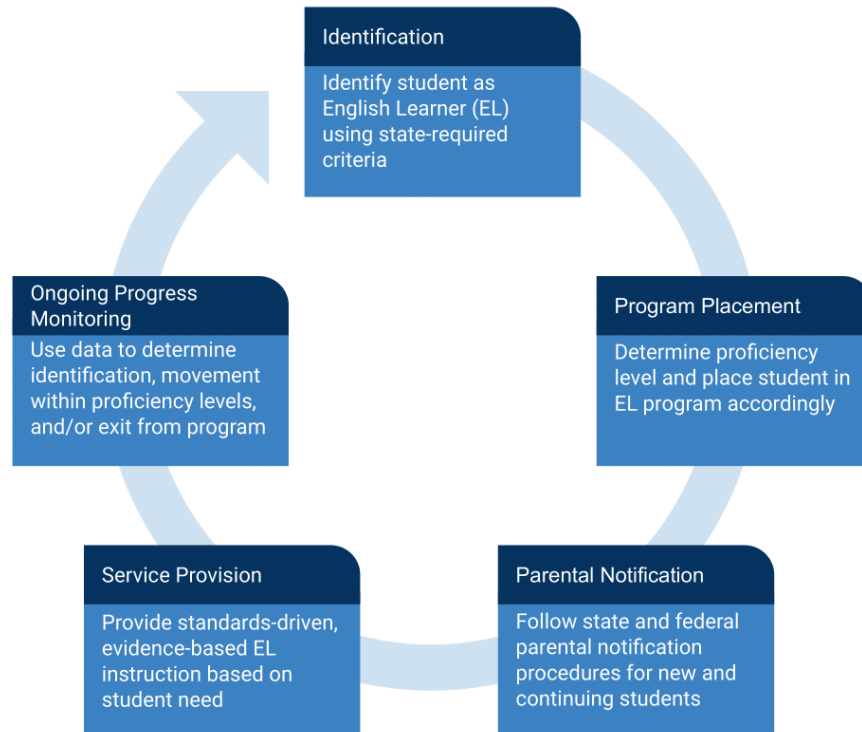 Identification
Identify student as
English Learner (EL)
using state-required
criteria
Program Placement
Determine proficiency
level and place student in
EL program accordingly
Parental Notification
Follow state and federal
parental notification
procedures for new and
continuing students
Service Provision
Provide standards-driven,
evidence-based EL
instruction based on
student need
Ongoing Progress
Monitoring
Use data to determine
identification, movement
within proficiency levels,
and/or exit from program